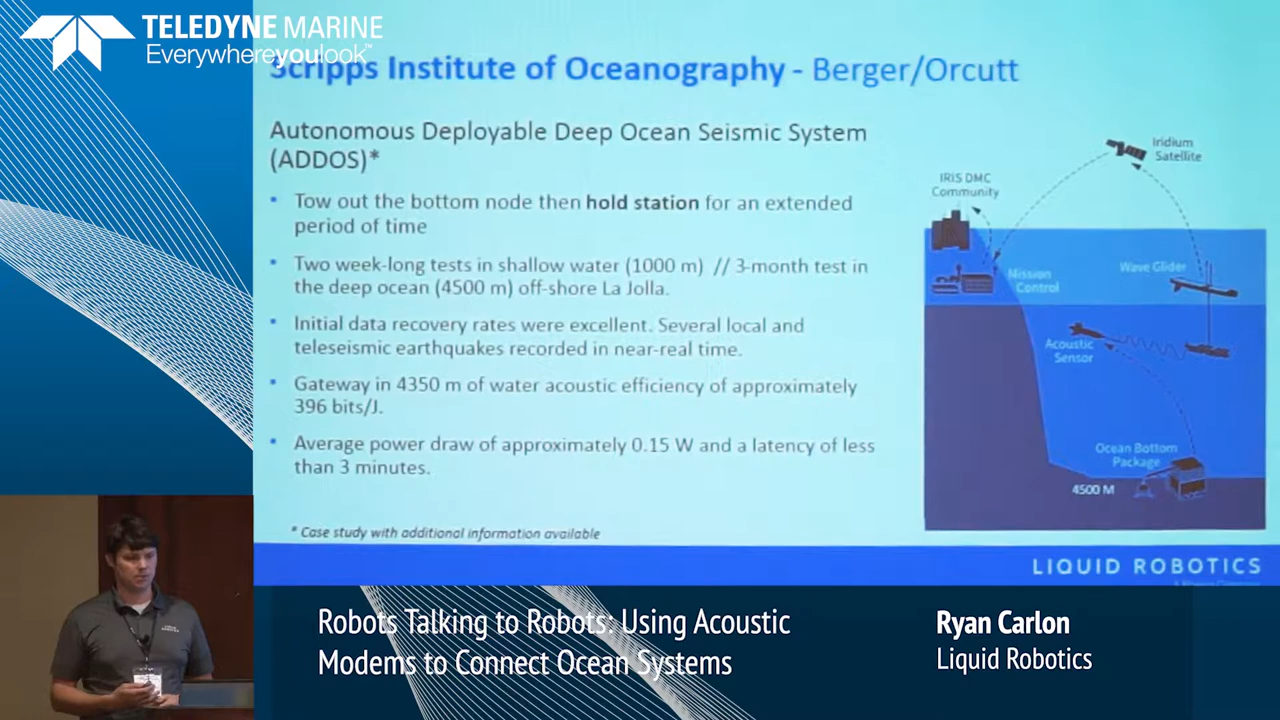 TELEDYNE MARINE
Everywhereyoulook™
Scripps Institute of Oceanography - Berger/Orcutt
Autonomous Deployable Deep Ocean Seismic System
(ADDOS)*
• Tow out the bottom node then hold station for an extended
period of time
• Two week-long tests in shallow water (1000 m) // 3-month test in
the deep ocean (4500 m) off-shore La Jolla.
• Initial data recovery rates were excellent. Several local and
teleseismic earthquakes recorded in near-real time.
• Gateway in 4350 m of water acoustic efficiency of approximately
396 bits/J.
• Average power draw of approximately 0.15 W and a latency of less
than 3 minutes.
* Case study with additional information available
Iridium
Satellite
IRIS DMC
Community
Mission
Control
Wave Glider
Acoustic
Sensor
Ocean Bottom
Package
4500 M
LIQUID ROBOTICS
Robots Talking to Robots: Using Acoustic
Modems to Connect Ocean Systems
Ryan Carlon
Liquid Robotics